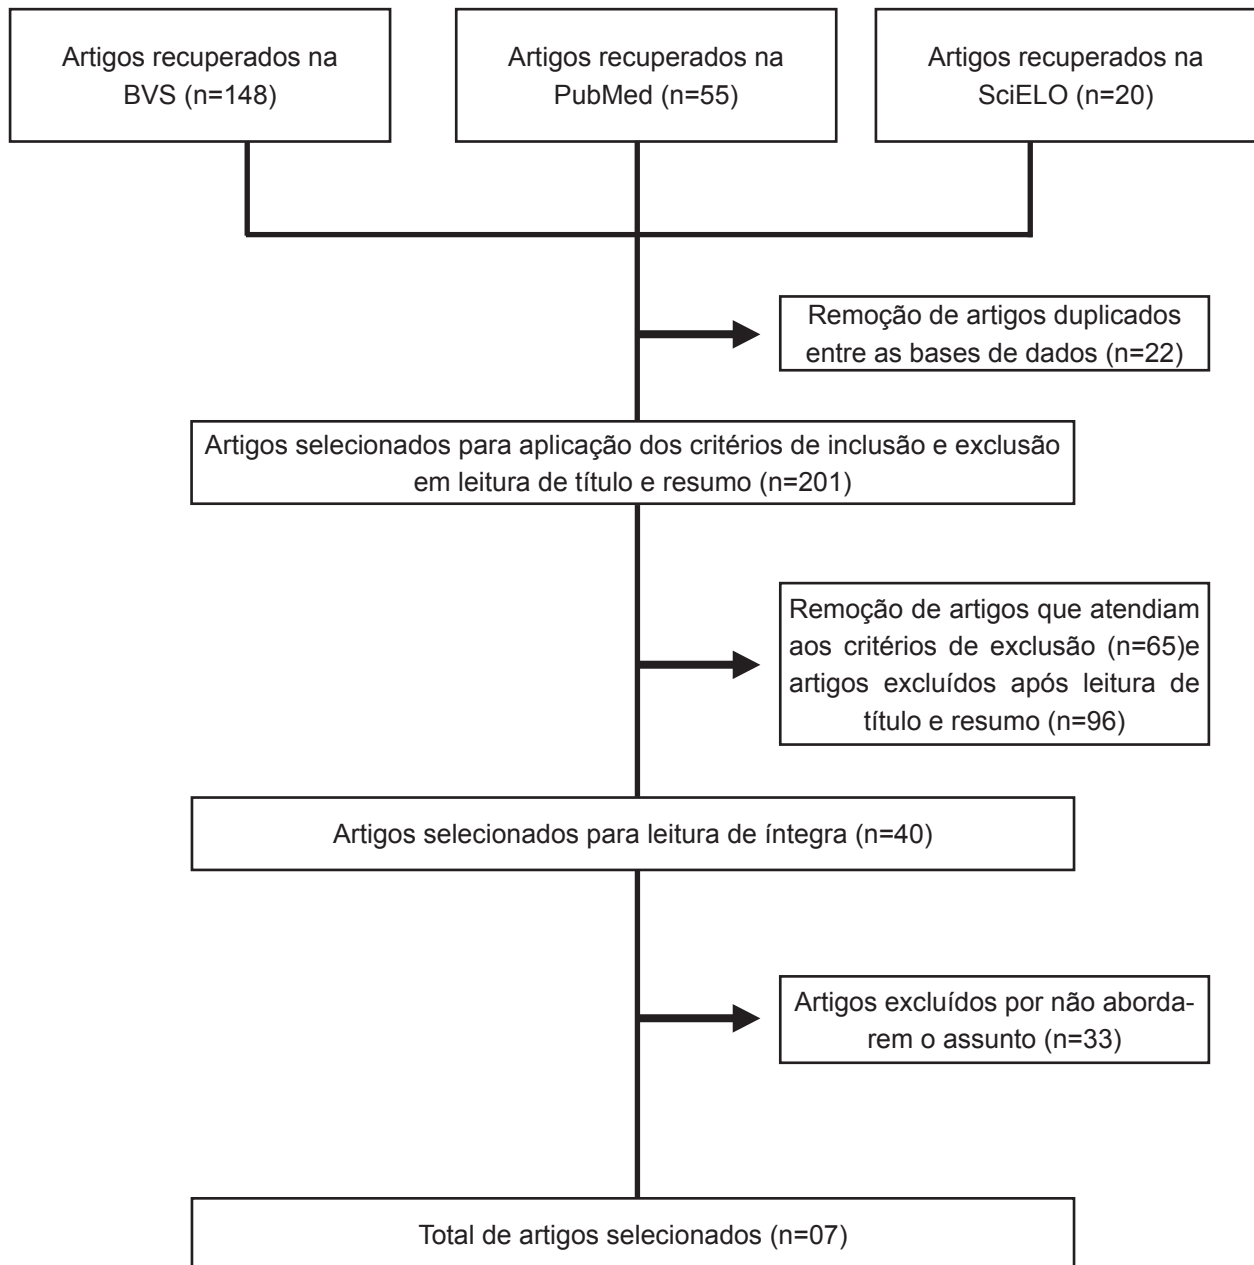 Artigos recuperados na
BVS (n=148)
Artigos recuperados na
PubMed (n=55)
Artigos recuperados na
SciELO (n=20)
Remoção de artigos duplicados
entre as bases de dados (n=22)
Artigos selecionados para aplicação dos critérios de inclusão e exclusão
em leitura de título e resumo (n=201)
Remoção de artigos que atendiam
aos critérios de exclusão (n=65)e
artigos excluídos após leitura de
título e resumo (n=96)
Artigos selecionados para leitura de íntegra (n=40)
Artigos excluídos por não aborda-
rem o assunto (n=33)
Total de artigos selecionados (n=07)